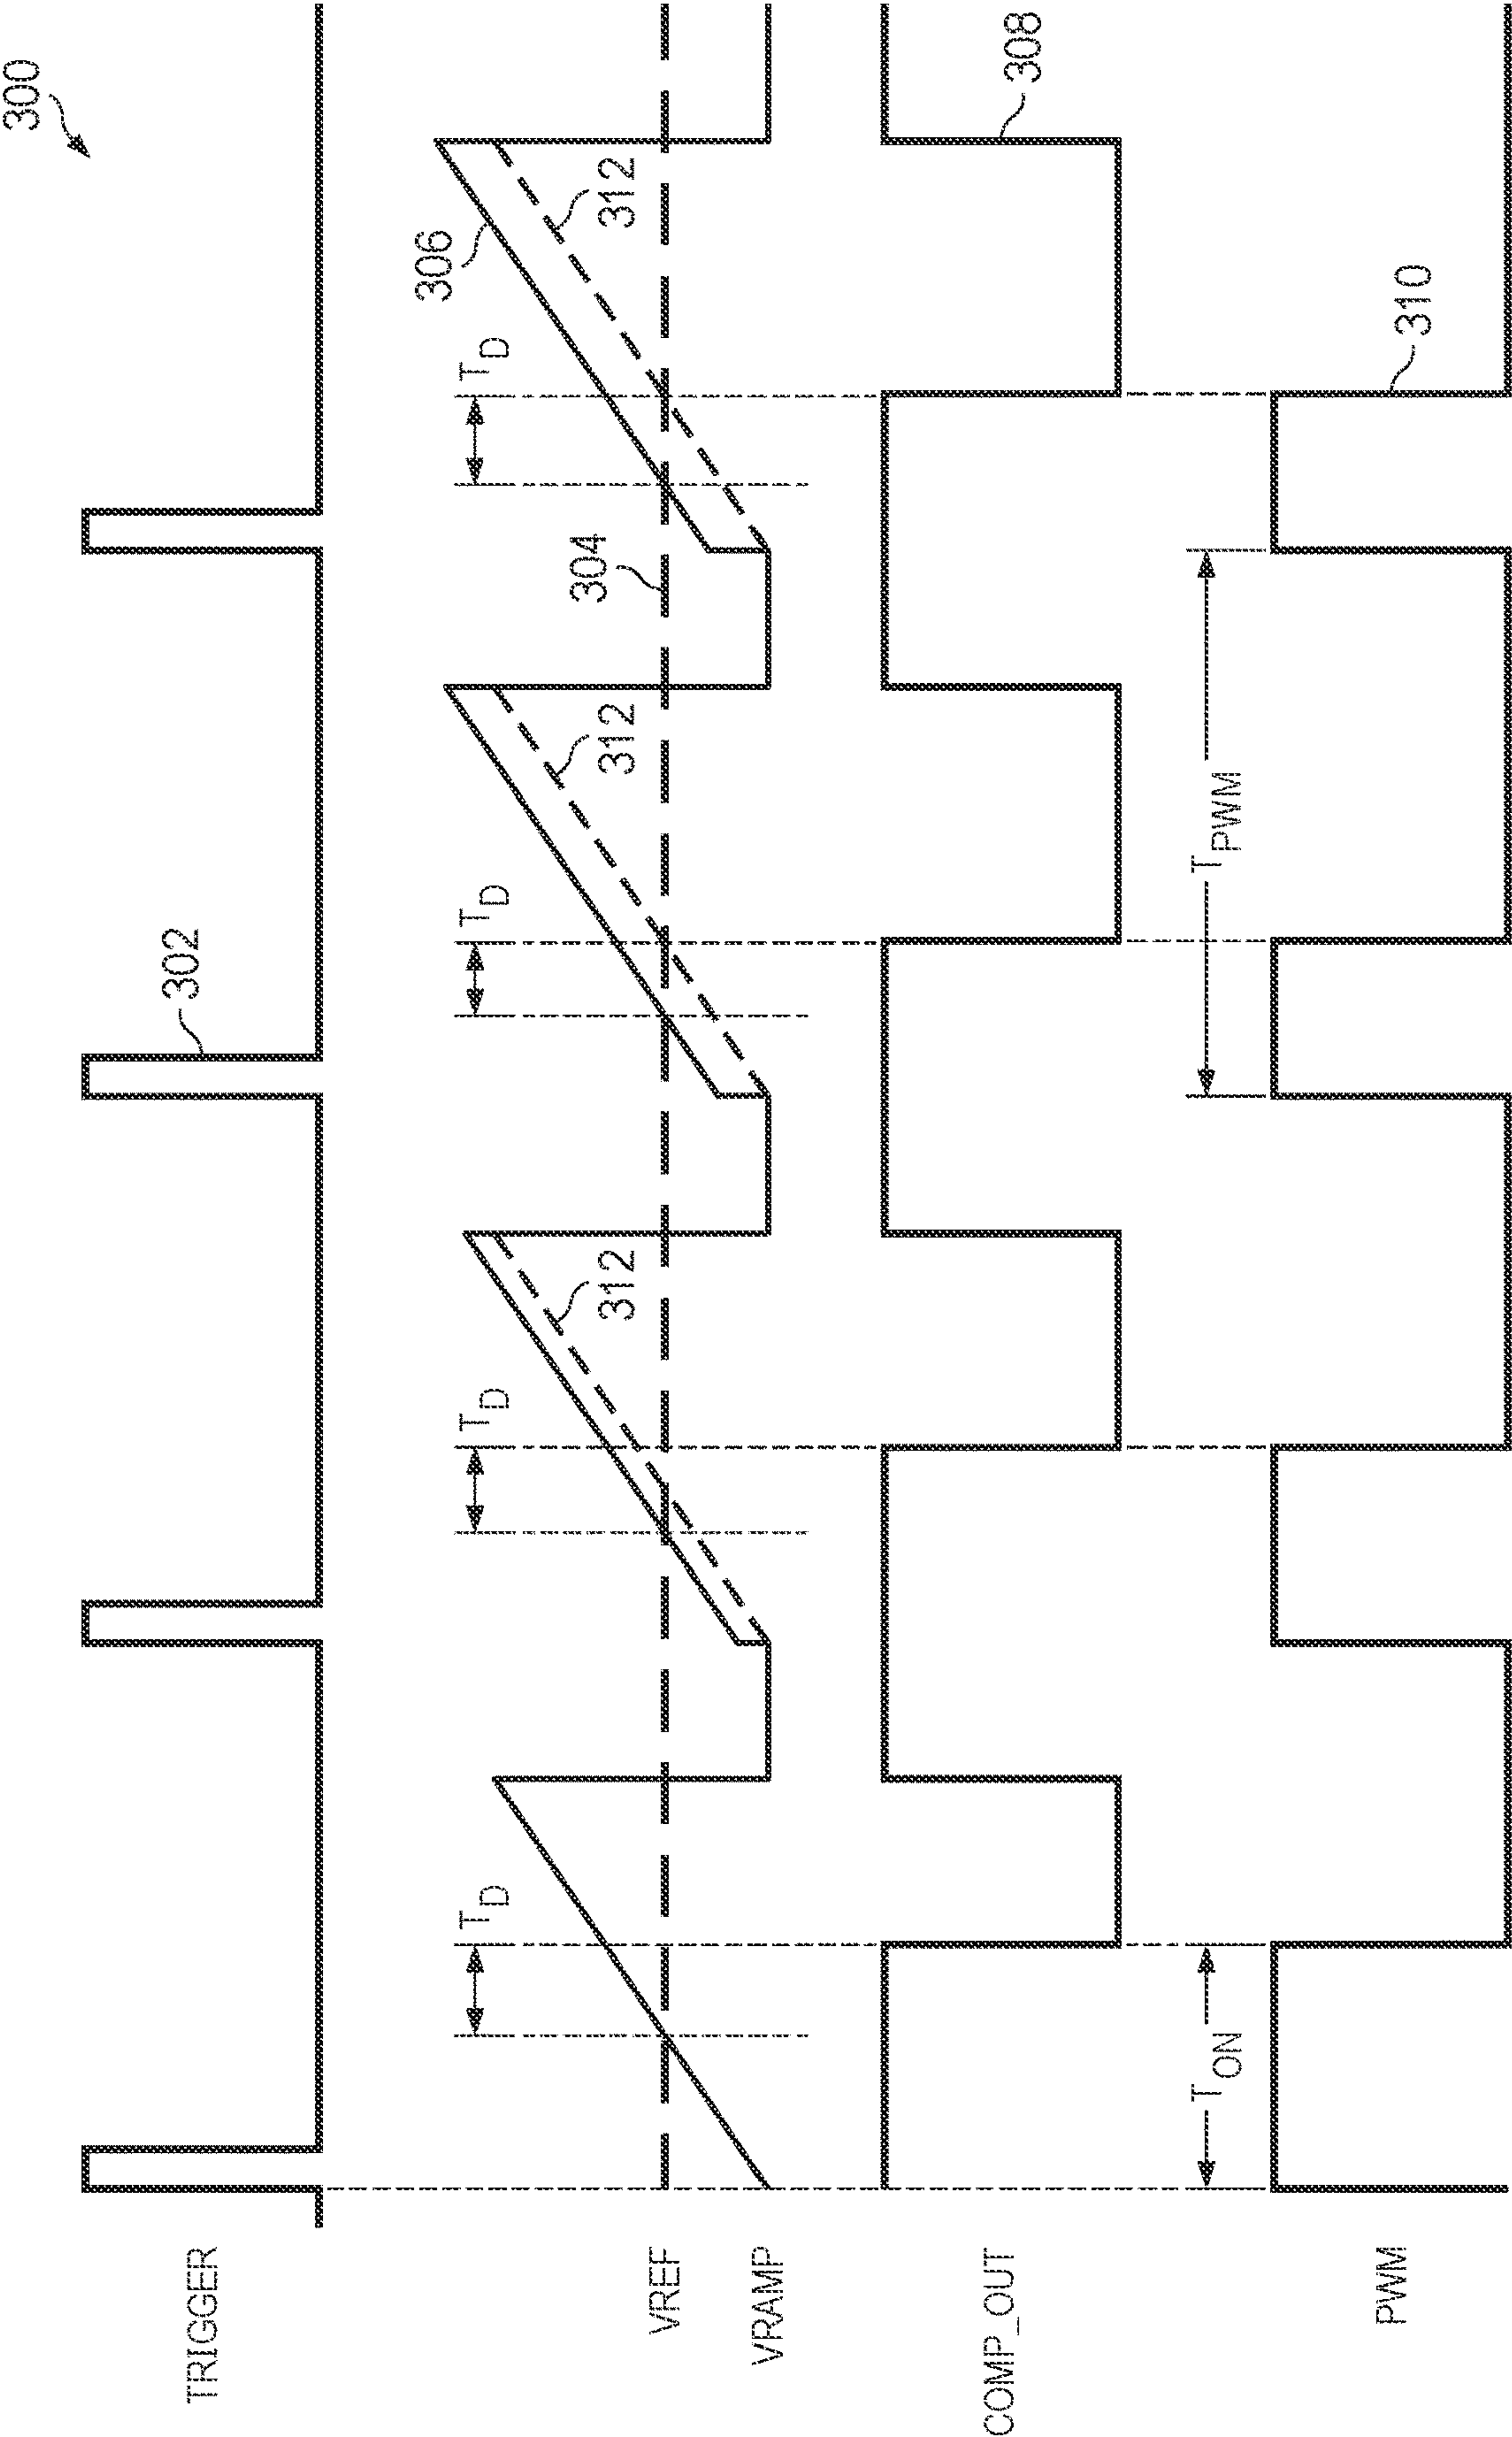 300
TRIGGER
302
VREF
VRAMP
T_D
T_D
T_D
T_D
306
312
312
312
304
COMP_OUT
308
T_ON
T_PWM
PWM
310